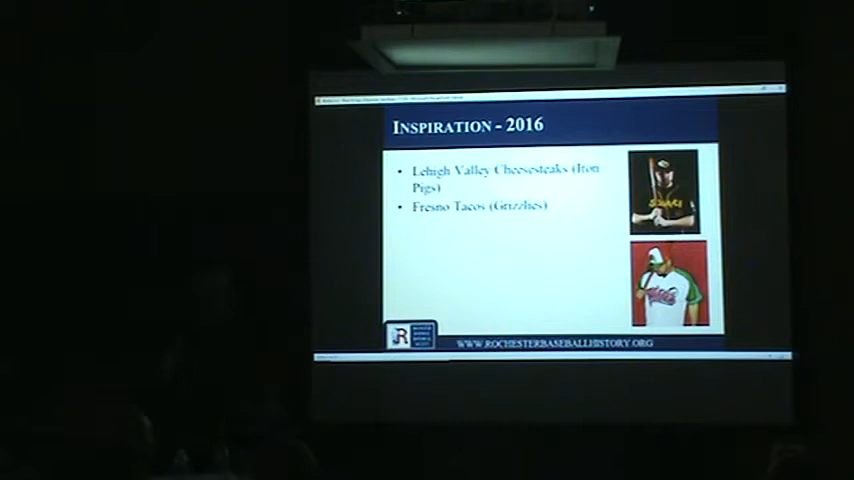 INSPIRATION - 2016
• Lehigh Valley Cheesesteaks (Iron
Pigs)
• Fresno Tacos (Grizzlies)
WWW.ROCHESTERBASEBALLHISTORY.ORG